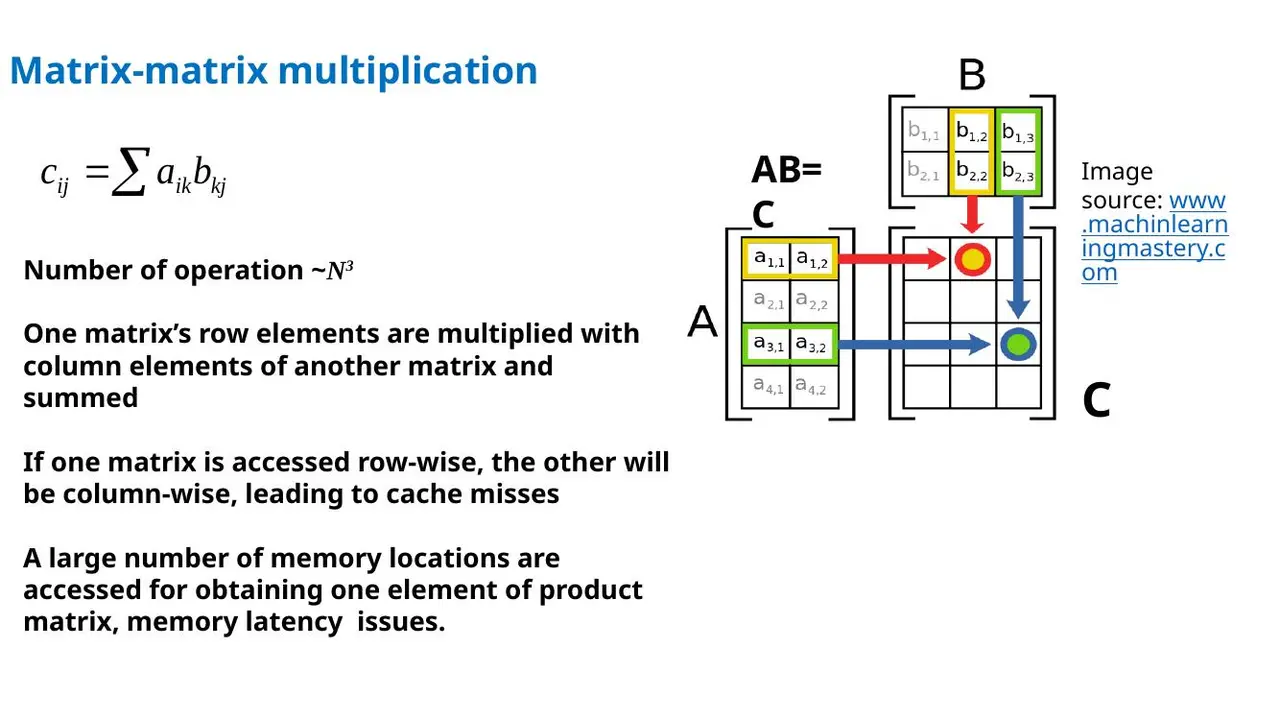 Matrix-matrix multiplication
c_ij = ∑ a_ik b_kj
Number of operation ~N³
One matrix’s row elements are multiplied with
column elements of another matrix and
summed
If one matrix is accessed row-wise, the other will
be column-wise, leading to cache misses
A large number of memory locations are
accessed for obtaining one element of product
matrix, memory latency  issues.
B
b1,1 b1,2 b1,3
b2,1 b2,2 b2,3
AB=
C
A
a1,1 a1,2
a2,1 a2,2
a3,1 a3,2
a4,1 a4,2
C
Image
source: www
.machinlearn
ingmastery.c
om